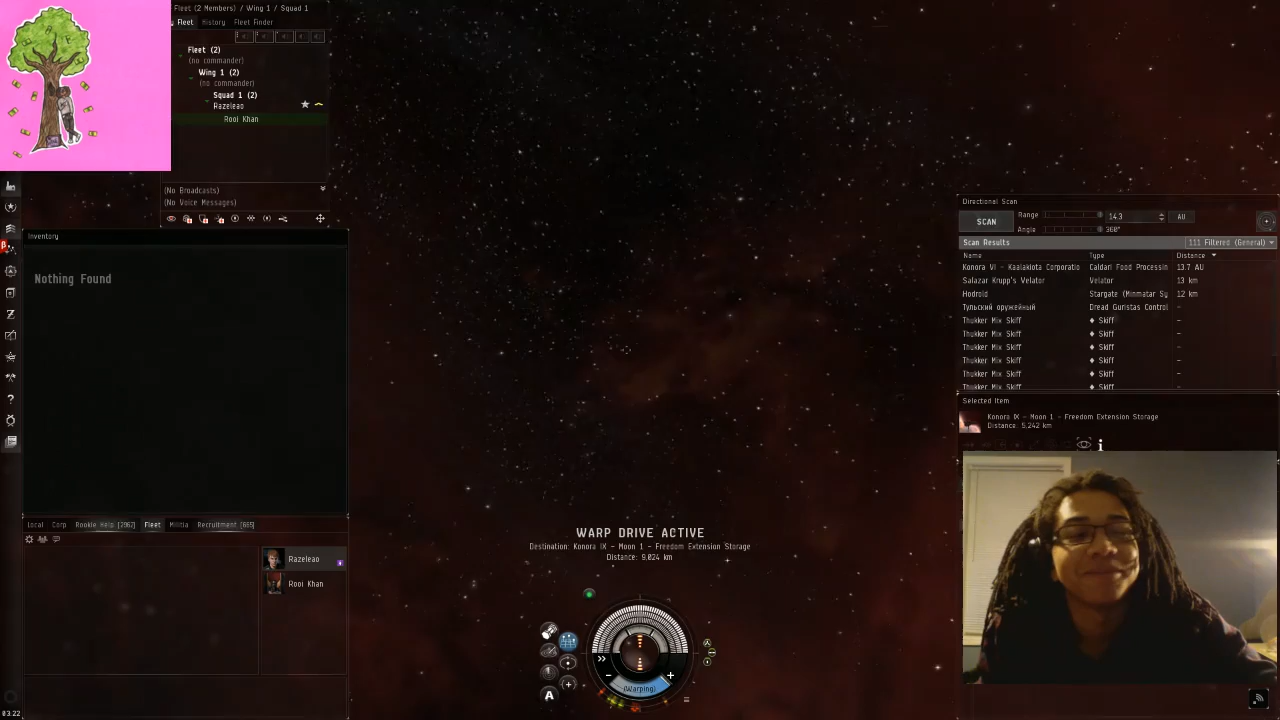 Fleet (2 Members) / Wing 1 / Squad 1
Fleet History Fleet Finder
Fleet (2)
(no commander)
Wing 1 (2)
(no commander)
Squad 1 (2)
Razeleao
Rooi Khan
(No Broadcasts)
(No Voice Messages)
Inventory
Nothing Found
Local Corp Rookie Help [2962] Fleet Militia Recruitment [665]
Razeleao
Rooi Khan
03:22
WARP DRIVE ACTIVE
Destination: Konora IX - Moon 1 - Freedom Extension Storage
Distance: 9,024 km
(Warping)
A
Directional Scan
SCAN Range 14.3 AU
Angle 360°
Scan Results 111 Filtered (General)
Name Type Distance
Konora VI - Kaalakiota Corporatio Caldari Food Processin 13.7 AU
Salazar Krupp's Velator Velator 13 km
Hodroid Stargate (Minmatar Sy 12 km
Тульский оружейный Dread Guristas Control -
Thukker Mix Skiff Skiff -
Thukker Mix Skiff Skiff -
Thukker Mix Skiff Skiff -
Thukker Mix Skiff Skiff -
Thukker Mix Skiff Skiff -
Thukker Mix Skiff Skiff -
Selected Item
Konora IX - Moon 1 - Freedom Extension Storage
Distance: 5,242 km